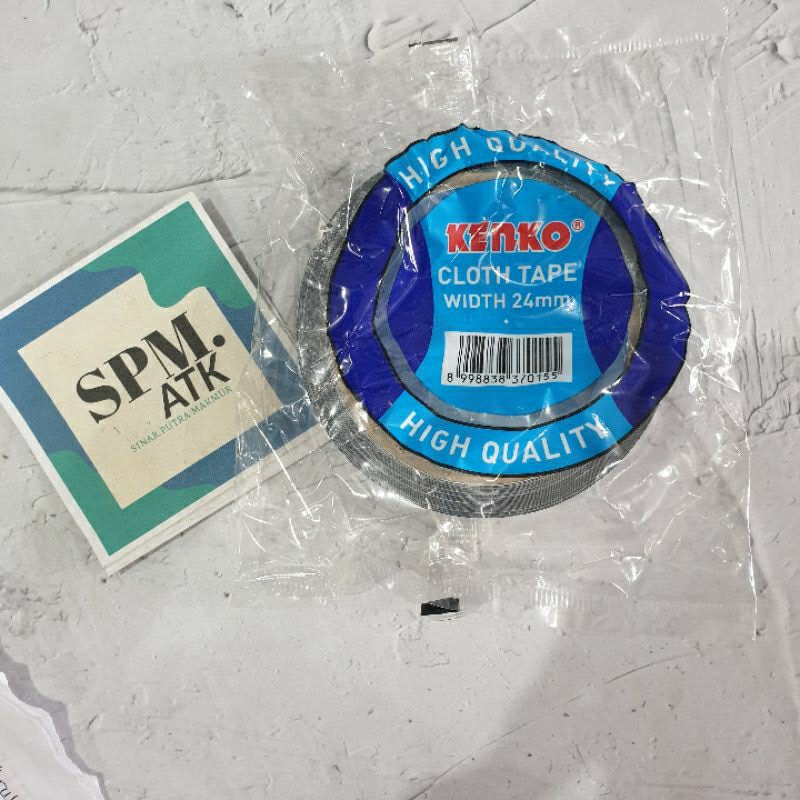 SPM.
ATK
SINAR.PUTRA.MAKMUR
HIGH QUALITY
KENKO®
CLOTH TAPE
WIDTH 24mm
8 998838 370155
HIGH QUALITY